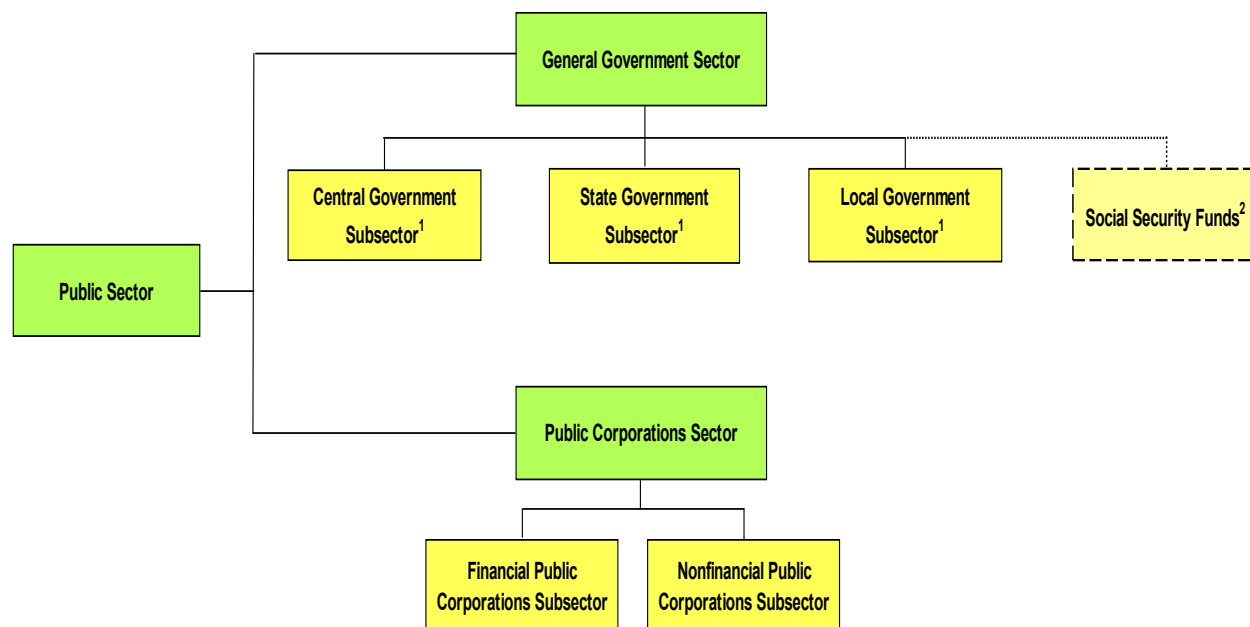 General Government Sector
Central Government
Subsector¹
State Government
Subsector¹
Local Government
Subsector¹
Social Security Funds²
Public Sector
Public Corporations Sector
Financial Public
Corporations Subsector
Nonfinancial Public
Corporations Subsector